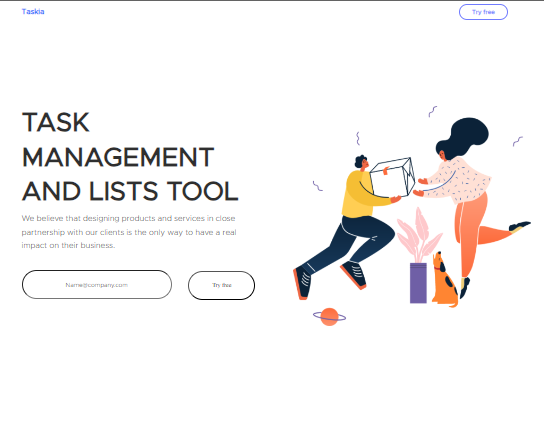 Taskia
Try free
TASK
MANAGEMENT
AND LISTS TOOL
We believe that designing products and services in close
partnership with our clients is the only way to have a real
impact on their business.
Name@company.com
Try free